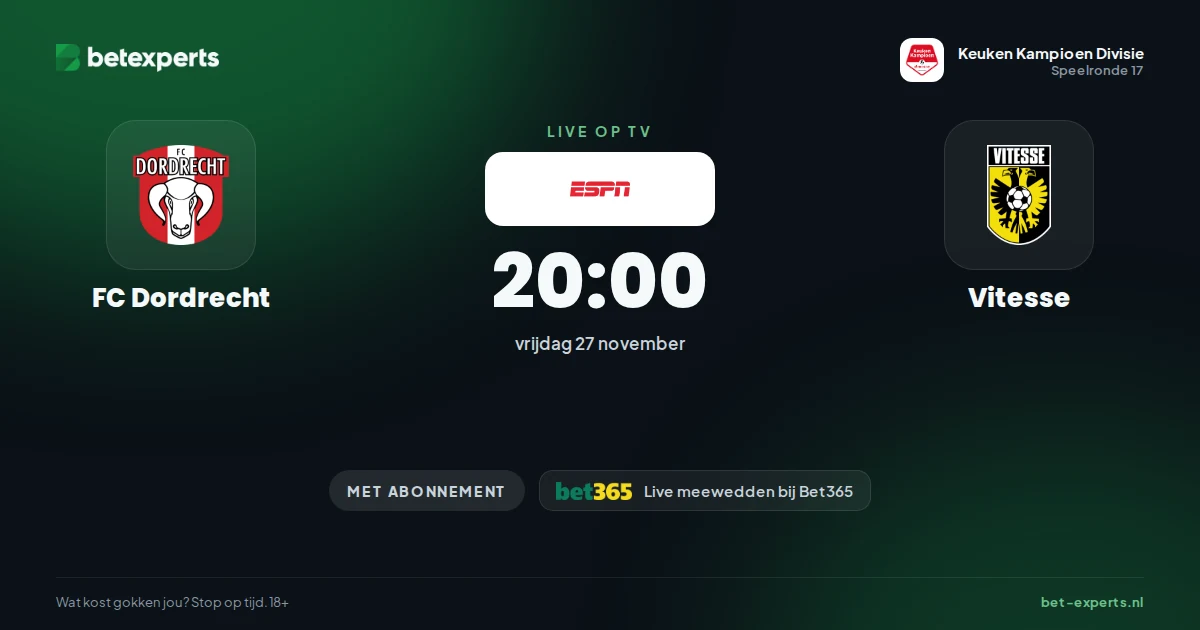 betexperts
Keuken Kampioen Divisie
Speelronde 17
LIVE OP TV
ESPN
FC
DORDRECHT
VITESSE
20:00
FC Dordrecht
Vitesse
vrijdag 27 november
MET ABONNEMENT
bet365 Live meewedden bij Bet365
Wat kost gokken jou? Stop op tijd. 18+
bet-experts.nl